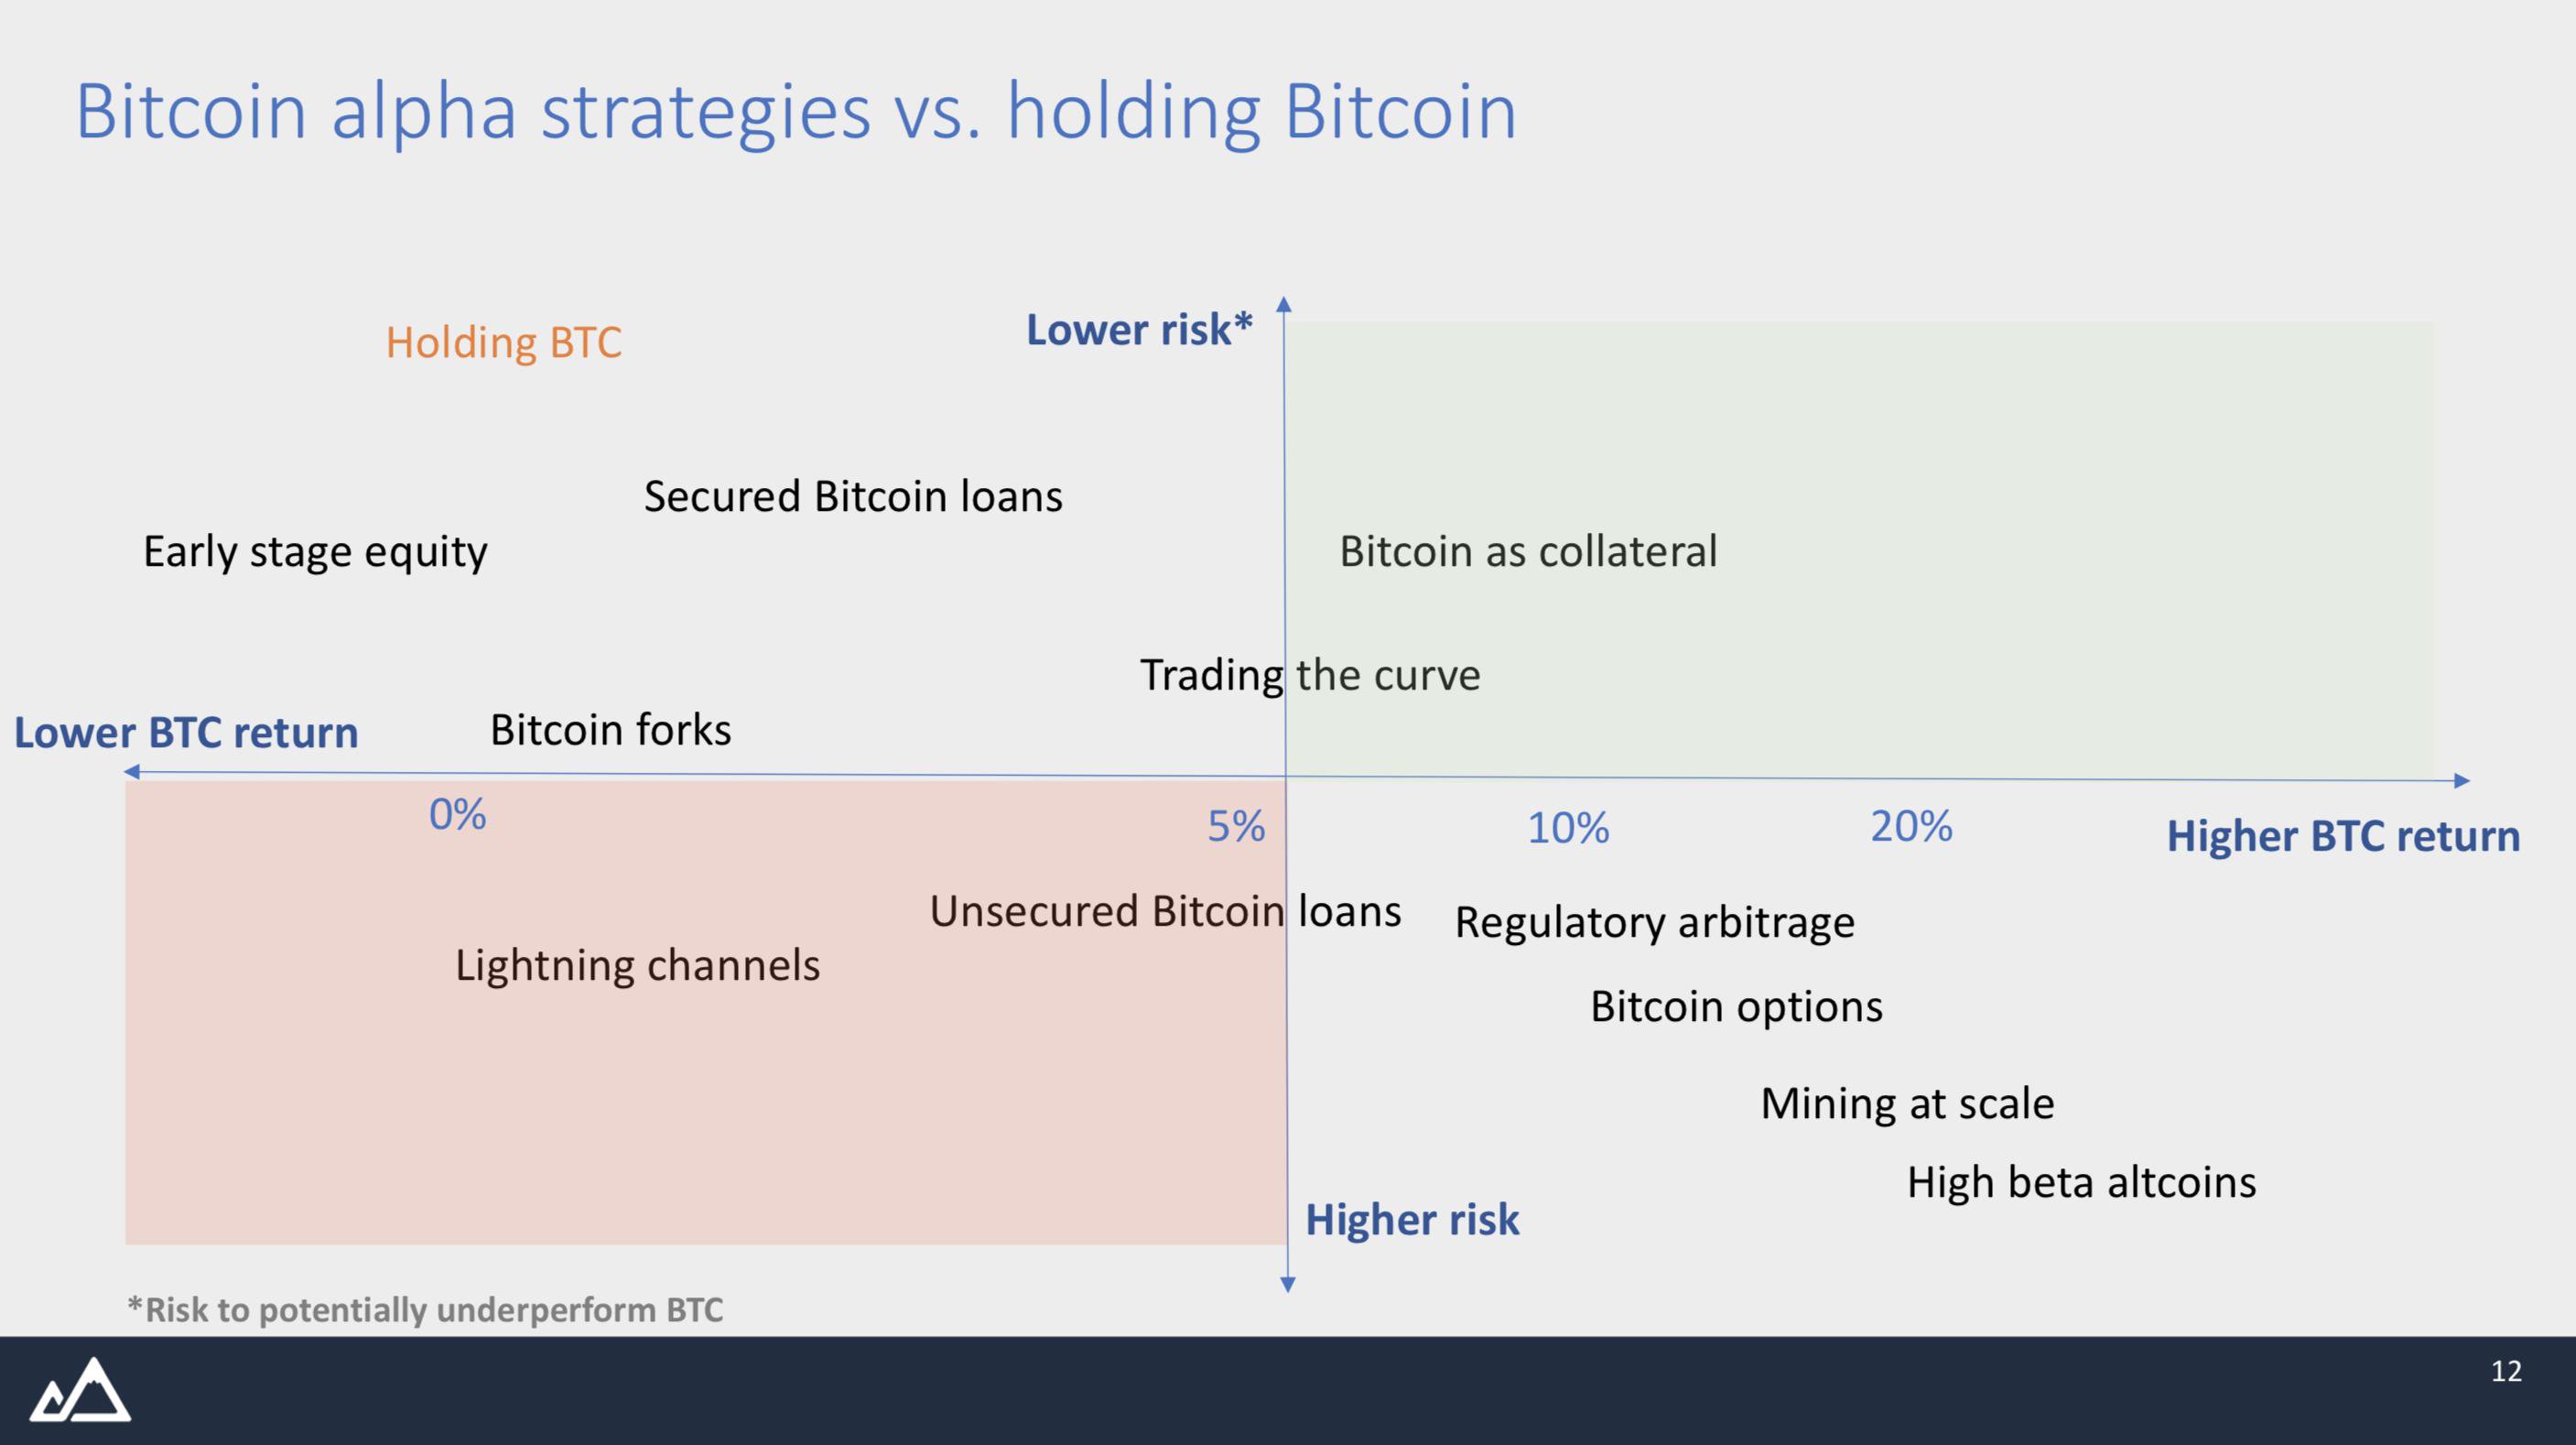 Bitcoin alpha strategies vs. holding Bitcoin
Lower risk*
Holding BTC
Secured Bitcoin loans
Early stage equity
Bitcoin as collateral
Trading the curve
Lower BTC return
Bitcoin forks
0%
5%
10%
20%
Higher BTC return
Unsecured Bitcoin loans
Regulatory arbitrage
Lightning channels
Bitcoin options
Mining at scale
High beta altcoins
Higher risk
*Risk to potentially underperform BTC
12